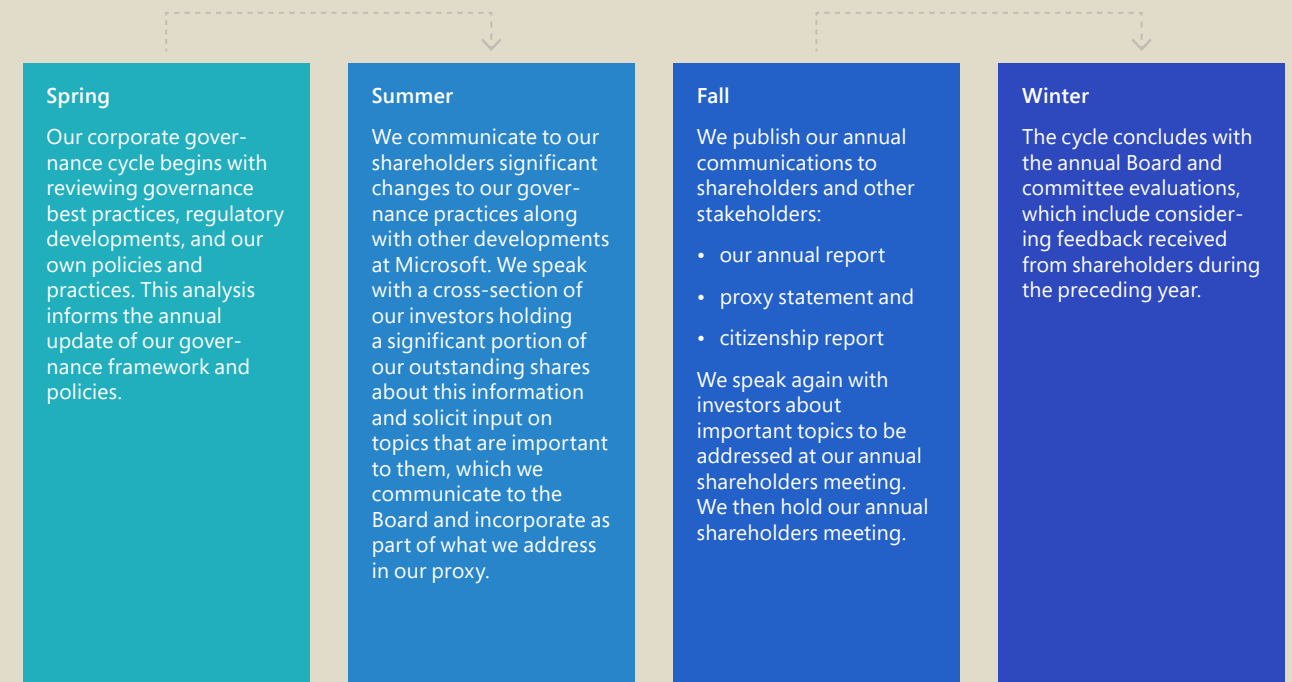 Spring
Our corporate gover-
nance cycle begins with
reviewing governance
best practices, regulatory
developments, and our
own policies and
practices. This analysis
informs the annual
update of our gover-
nance framework and
policies.
Summer
We communicate to our
shareholders significant
changes to our gover-
nance practices along
with other developments
at Microsoft. We speak
with a cross-section of
our investors holding
a significant portion of
our outstanding shares
about this information
and solicit input on
topics that are important
to them, which we
communicate to the
Board and incorporate as
part of what we address
in our proxy.
Fall
We publish our annual
communications to
shareholders and other
stakeholders:
• our annual report
• proxy statement and
• citizenship report
We speak again with
investors about
important topics to be
addressed at our annual
shareholders meeting.
We then hold our annual
shareholders meeting.
Winter
The cycle concludes with
the annual Board and
committee evaluations,
which include consider-
ing feedback received
from shareholders during
the preceding year.